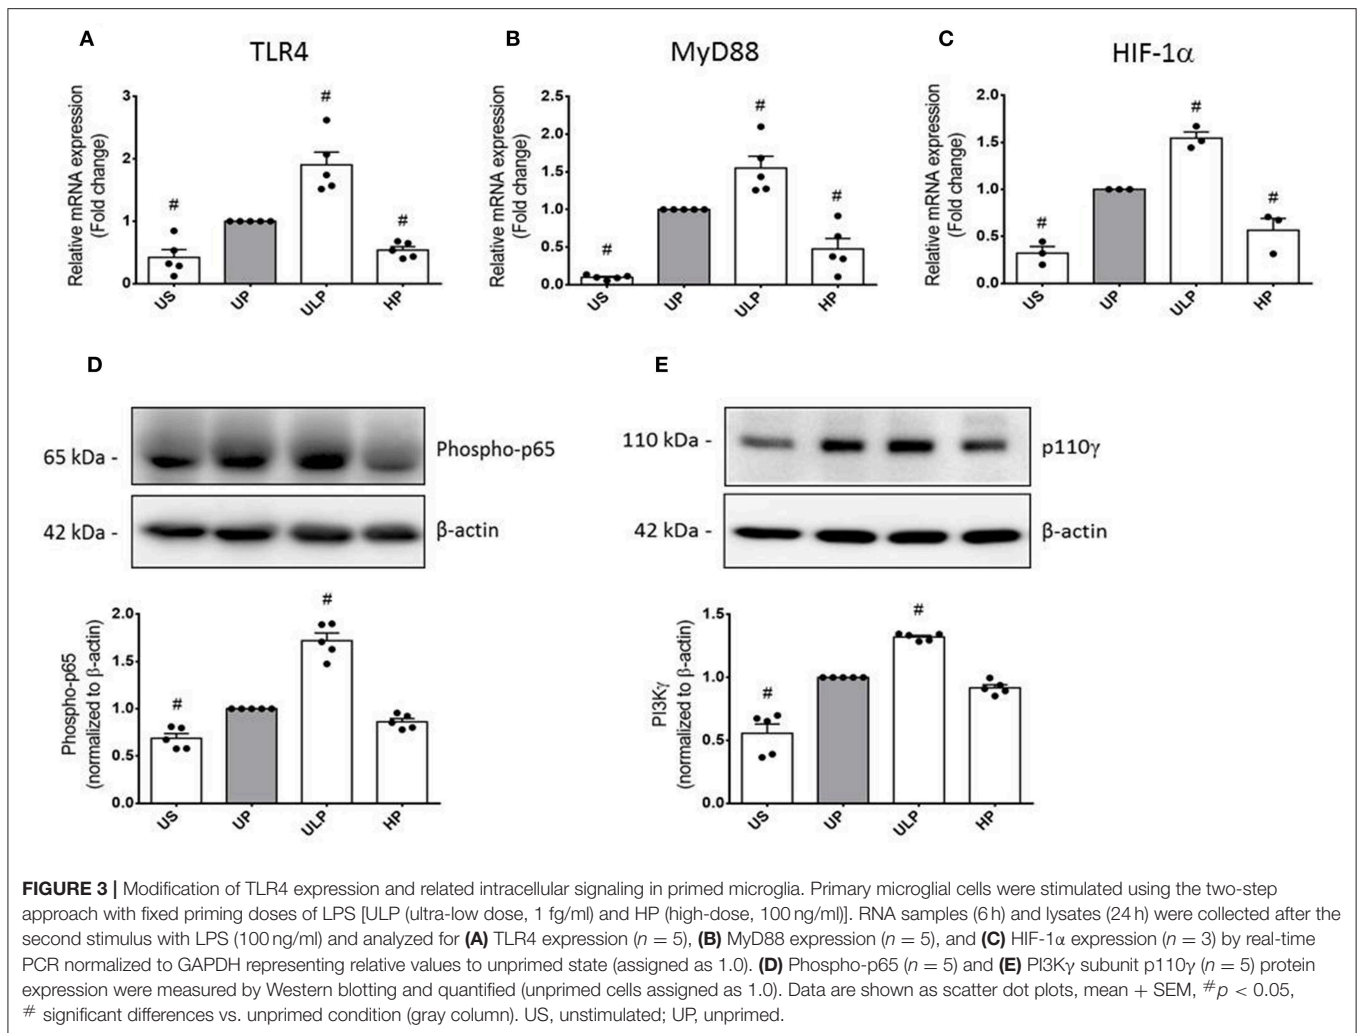 A
TLR4
Relative mRNA expression
(Fold change)
3
2
1
0
#
#
#
US
UP
ULP
HP
B
MyD88
Relative mRNA expression
(Fold change)
2.5
2.0
1.5
1.0
0.5
0.0
#
#
#
US
UP
ULP
HP
C
HIF-1α
Relative mRNA expression
(Fold change)
2.0
1.5
1.0
0.5
0.0
#
#
#
US
UP
ULP
HP
D
65 kDa -
Phospho-p65
42 kDa -
β-actin
Phospho-p65
(normalized to β-actin)
2.0
1.5
1.0
0.5
0.0
#
#
US
UP
ULP
HP
E
110 kDa -
p110γ
42 kDa -
β-actin
PI3Kγ
(normalized to β-actin)
1.5
1.0
0.5
0.0
#
#
US
UP
ULP
HP
FIGURE 3 | Modification of TLR4 expression and related intracellular signaling in primed microglia. Primary microglial cells were stimulated using the two-step
approach with fixed priming doses of LPS [ULP (ultra-low dose, 1 fg/ml) and HP (high-dose, 100 ng/ml)]. RNA samples (6 h) and lysates (24 h) were collected after the
second stimulus with LPS (100 ng/ml) and analyzed for (A) TLR4 expression (n = 5), (B) MyD88 expression (n = 5), and (C) HIF-1α expression (n = 3) by real-time
PCR normalized to GAPDH representing relative values to unprimed state (assigned as 1.0). (D) Phospho-p65 (n = 5) and (E) PI3Kγ subunit p110γ (n = 5) protein
expression were measured by Western blotting and quantified (unprimed cells assigned as 1.0). Data are shown as scatter dot plots, mean + SEM, #p < 0.05,
# significant differences vs. unprimed condition (gray column). US, unstimulated; UP, unprimed.